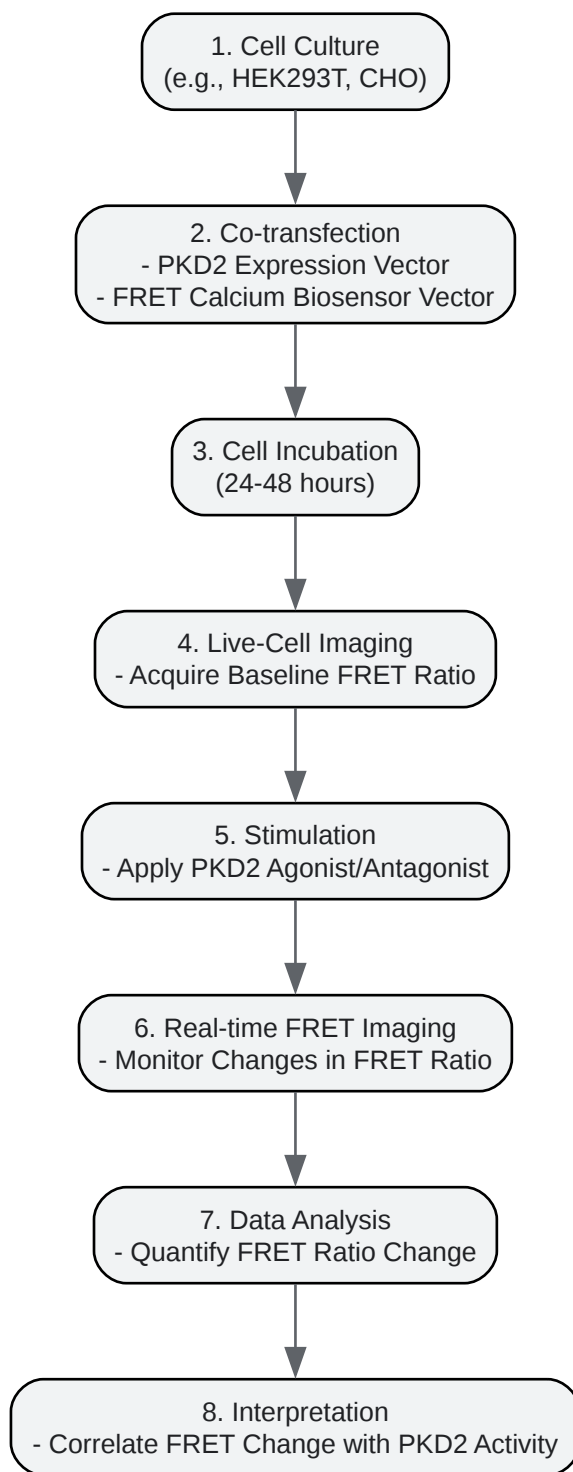 1. Cell Culture
(e.g., HEK293T, CHO)
2. Co-transfection
- PKD2 Expression Vector
- FRET Calcium Biosensor Vector
3. Cell Incubation
(24-48 hours)
4. Live-Cell Imaging
- Acquire Baseline FRET Ratio
5. Stimulation
- Apply PKD2 Agonist/Antagonist
6. Real-time FRET Imaging
- Monitor Changes in FRET Ratio
7. Data Analysis
- Quantify FRET Ratio Change
8. Interpretation
- Correlate FRET Change with PKD2 Activity